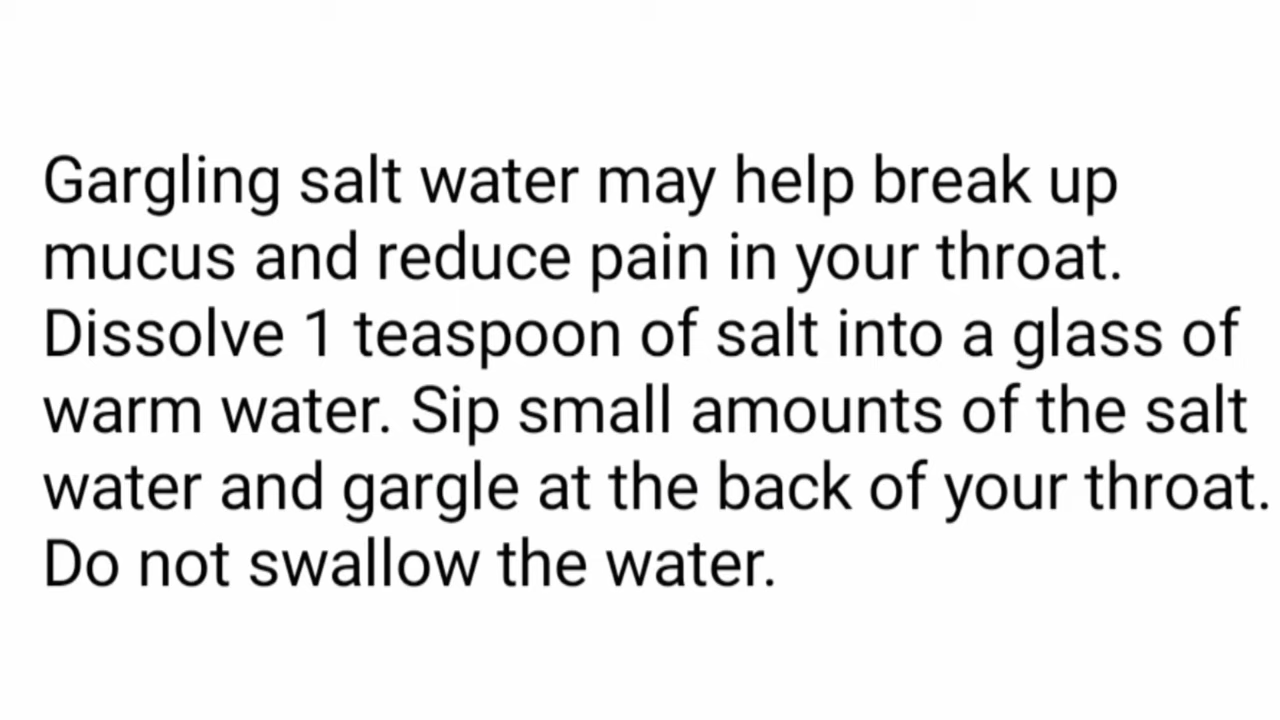 Gargling salt water may help break up
mucus and reduce pain in your throat.
Dissolve 1 teaspoon of salt into a glass of
warm water. Sip small amounts of the salt
water and gargle at the back of your throat.
Do not swallow the water.